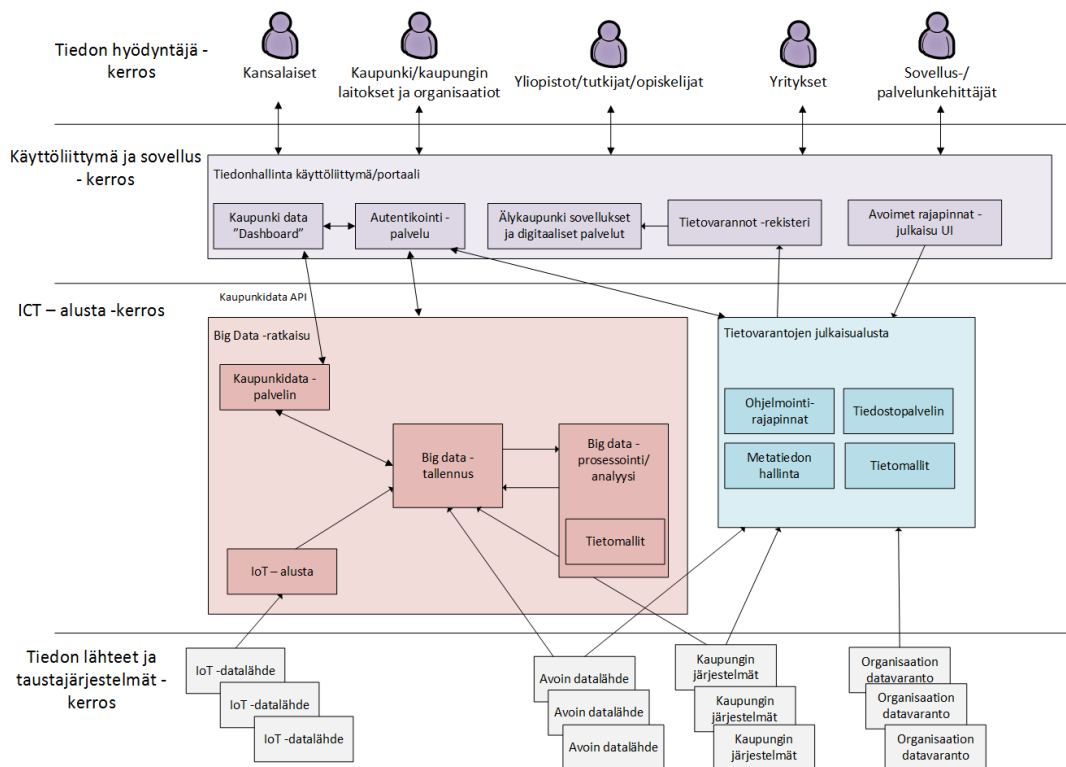 Tiedon hyödyntäjä -
kerros
Kansalaiset
Kaupunki/kaupungin
laitokset ja organisaatiot
Yliopistot/tutkijat/opiskelijat
Yritykset
Sovellus-/
palvelunkehittäjät
Käyttöliittymä ja sovellus
- kerros
Tiedonhallinta käyttöliittymä/portaali
Kaupunki data
”Dashboard”
Autentikointi -
palvelu
Älykaupunki sovellukset
ja digitaaliset palvelut
Tietovarannot -rekisteri
Avoimet rajapinnat -
julkaisu UI
ICT – alusta -kerros
Kaupunkidata API
Big Data -ratkaisu
Kaupunkidata -
palvelin
Big data -
tallennus
Big data -
prosessointi/
analyysi
Tietomallit
IoT – alusta
Tietovarantojen julkaisualusta
Ohjelmointi-
rajapinnat
Tiedostopalvelin
Metatiedon
hallinta
Tietomallit
Tiedon lähteet ja
taustajärjestelmät -
kerros
IoT -datalähde
IoT -datalähde
IoT -datalähde
Avoin datalähde
Avoin datalähde
Avoin datalähde
Kaupungin
järjestelmät
Kaupungin
järjestelmät
Kaupungin
järjestelmät
Organisaation
datavaranto
Organisaation
datavaranto
Organisaation
datavaranto